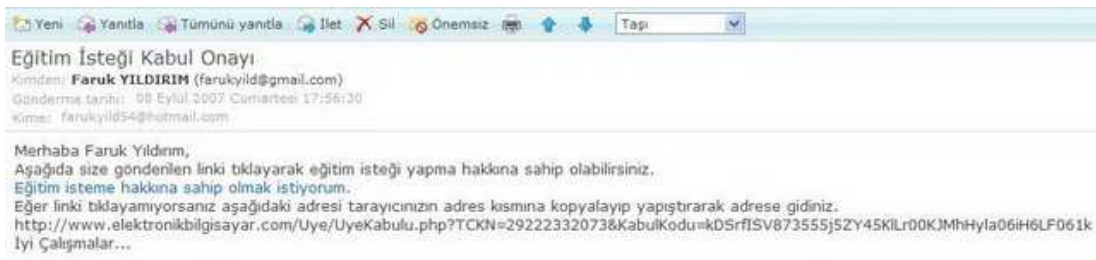 Yeni Yanıtla Tümünü yanıtla İlet Sil Önemsiz Taşı
Eğitim İsteği Kabul Onayı
Kimden: Faruk YILDIRIM (farukyild@gmail.com)
Gönderme tarihi: 08 Eylül 2007 Cumartesi 17:56:30
Kime: farukyild54@hotmail.com
Merhaba Faruk Yıldırım,
Aşağıda size gönderilen linki tıklayarak eğitim isteği yapma hakkına sahip olabilirsiniz.
Eğitim isteme hakkına sahip olmak istiyorum.
Eğer linki tıklayamıyorsanız aşağıdaki adresi tarayıcınızın adres kısmına kopyalayıp yapıştırarak adrese gidiniz.
http://www.elektronikbilgisayar.com/Uye/UyeKabulu.php?TCKN=29222332073&KabulKodu=kDSrfISV873555j5ZY45KlLr00KJMhHyla06iH6LF061k
İyi Çalışmalar...